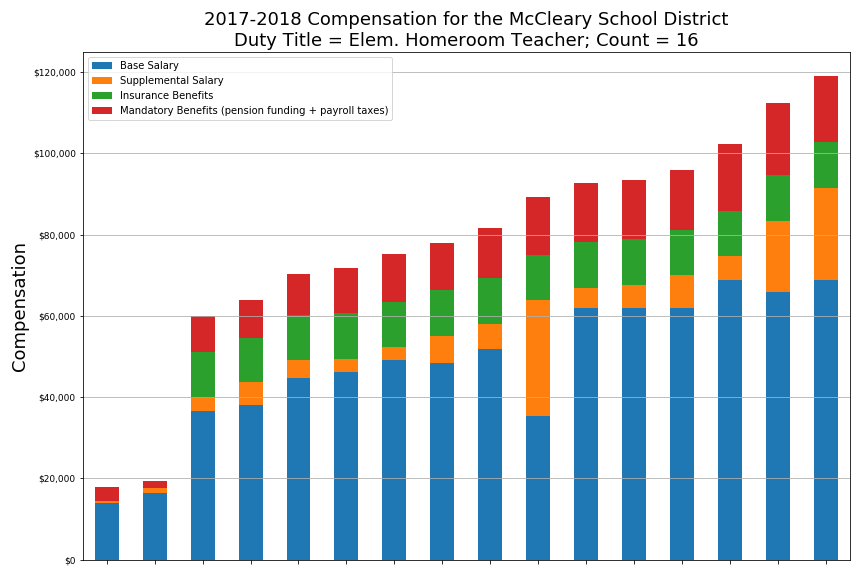 2017-2018 Compensation for the McCleary School District
Duty Title = Elem. Homeroom Teacher; Count = 16
Base Salary
Supplemental Salary
Insurance Benefits
Mandatory Benefits (pension funding + payroll taxes)
Compensation
$120,000
$100,000
$80,000
$60,000
$40,000
$20,000
$0